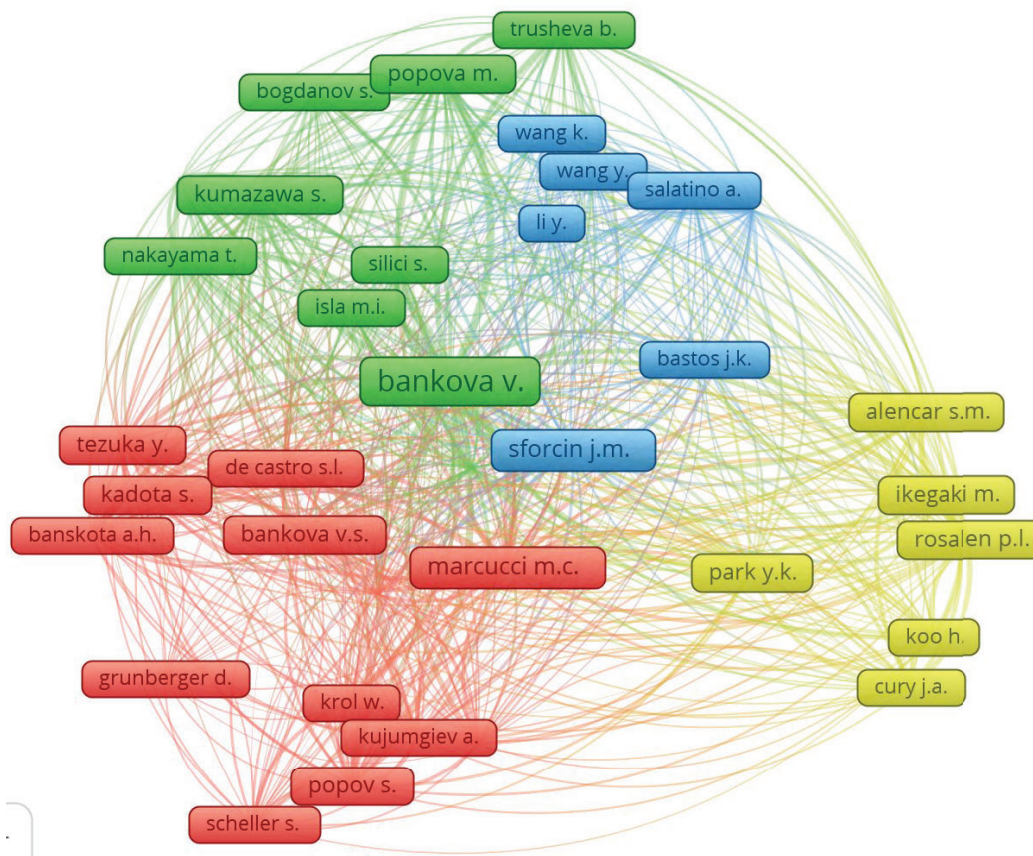 trusheva b.
popova m.
bogdanov s.
wang k.
wang y.
salatino a.
kumazawa s.
li y.
nakayama t.
silici s.
isla m.i.
bastos j.k.
bankova v.
alencar s.m.
tezuka y.
sforcin j.m.
de castro s.l.
kadota s.
ikegaki m.
banskota a.h.
bankova v.s.
rosalen p.l.
marcucci m.c.
park y.k.
koo h.
grunberger d.
cury j.a.
krol w.
kujumgiev a.
popov s.
scheller s.